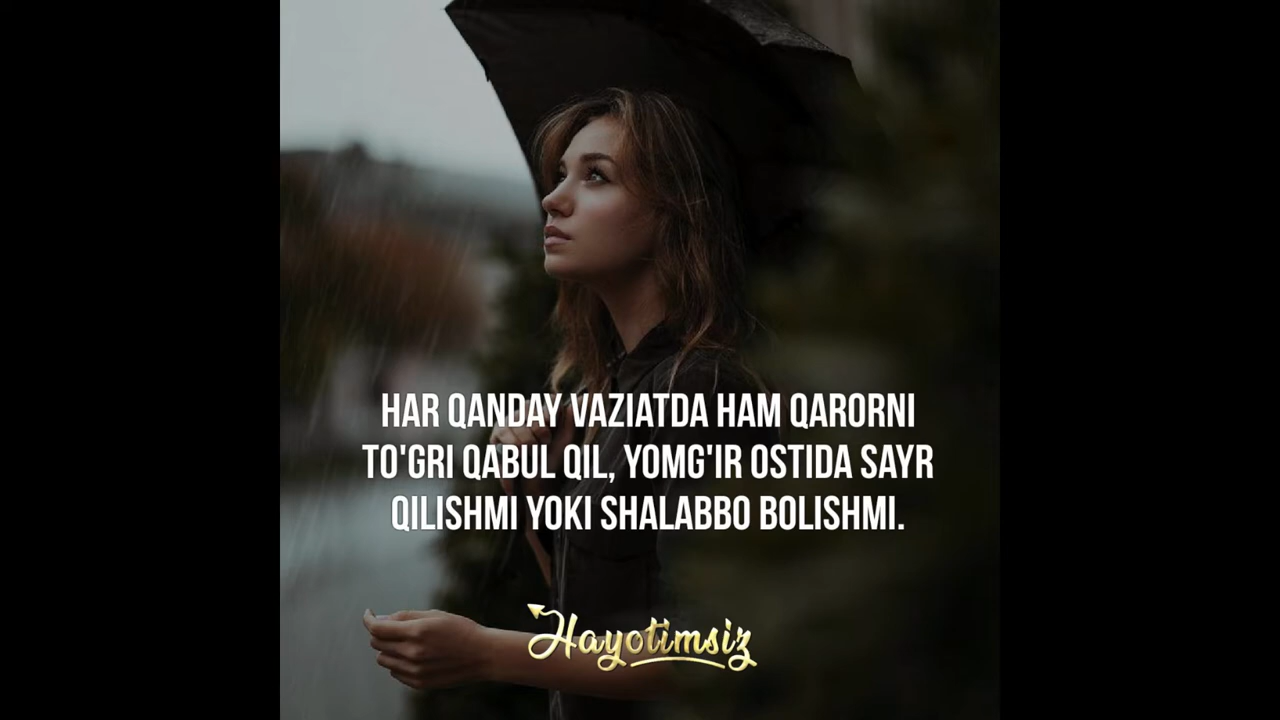 HAR QANDAY VAZIATDA HAM QARORNI
TO'GRI QABUL QIL, YOMG'IR OSTIDA SAYR
QILISHMI YOKI SHALABBO BOLISHMI.
Hayotimsiz